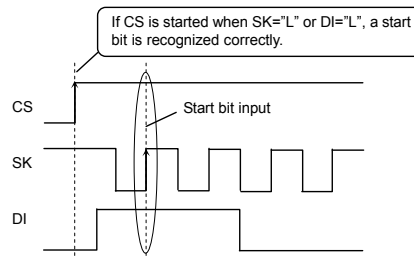 If CS is started when SK=”L” or DI=”L”, a start
bit is recognized correctly.
CS
Start bit input
SK
DI